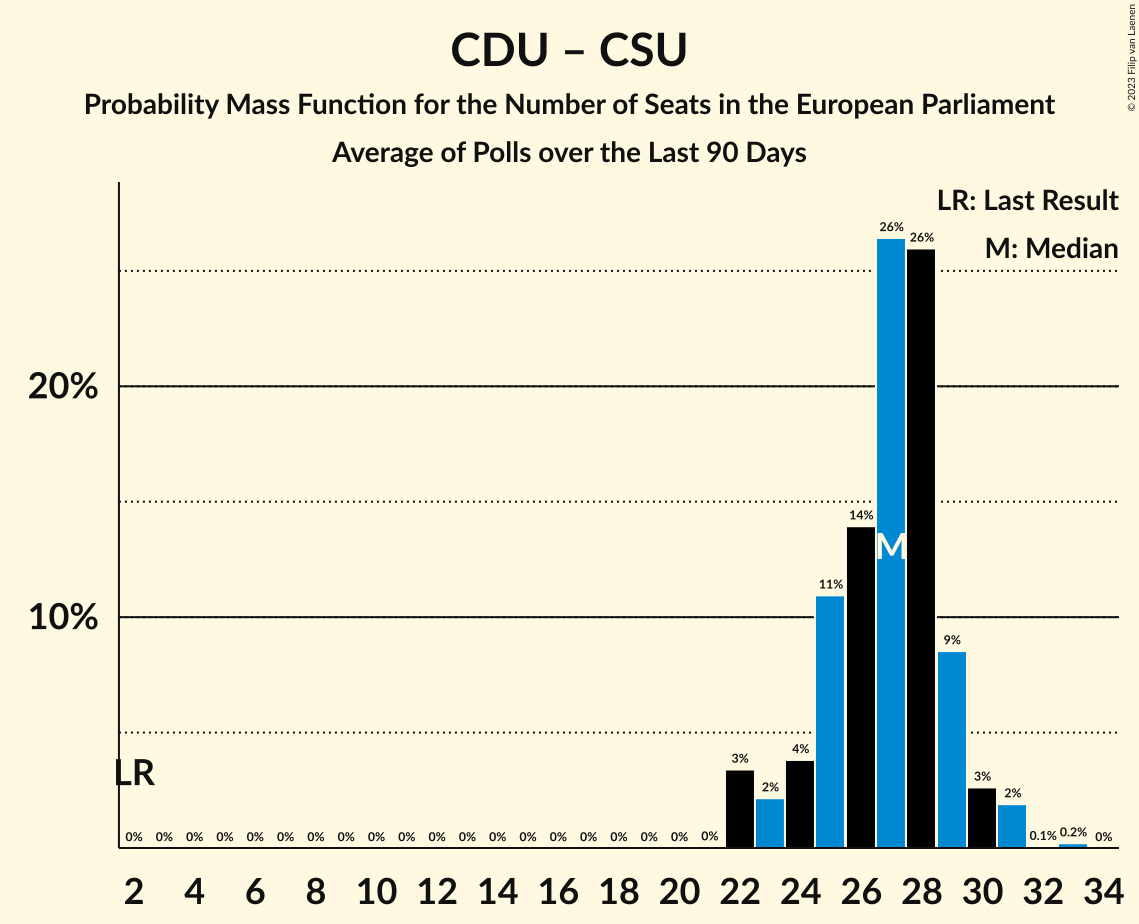 CDU – CSU
Probability Mass Function for the Number of Seats in the European Parliament
Average of Polls over the Last 90 Days
© 2023 Filip van Laenen
LR: Last Result
M: Median
20%
10%
26%
26%
14%
M
11%
9%
LR
3%
2%
4%
3%
2%
0% 0% 0% 0% 0% 0% 0% 0% 0% 0% 0% 0% 0% 0% 0% 0% 0% 0% 0% 0% 0.1% 0.2% 0%
2 4 6 8 10 12 14 16 18 20 22 24 26 28 30 32 34